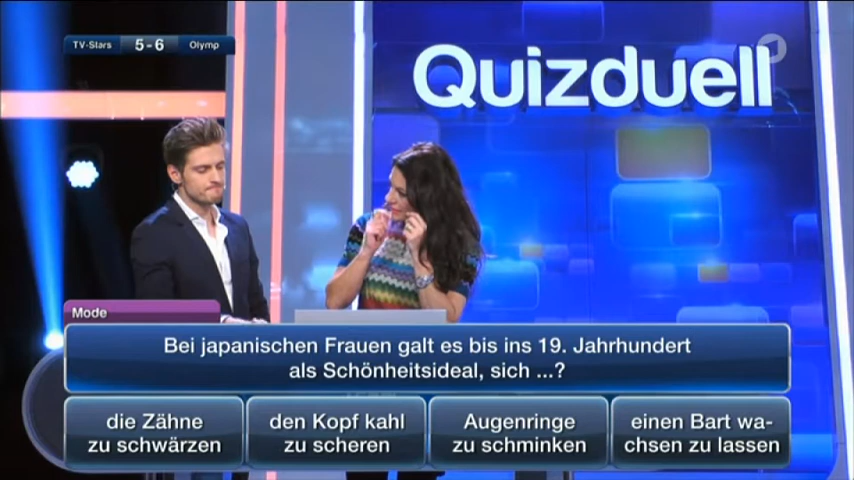 TV-Stars 5 - 6 Olymp
Quizduell
Mode
Bei japanischen Frauen galt es bis ins 19. Jahrhundert
als Schönheitsideal, sich ...?
die Zähne
zu schwärzen
den Kopf kahl
zu scheren
Augenringe
zu schminken
einen Bart wa-
chsen zu lassen